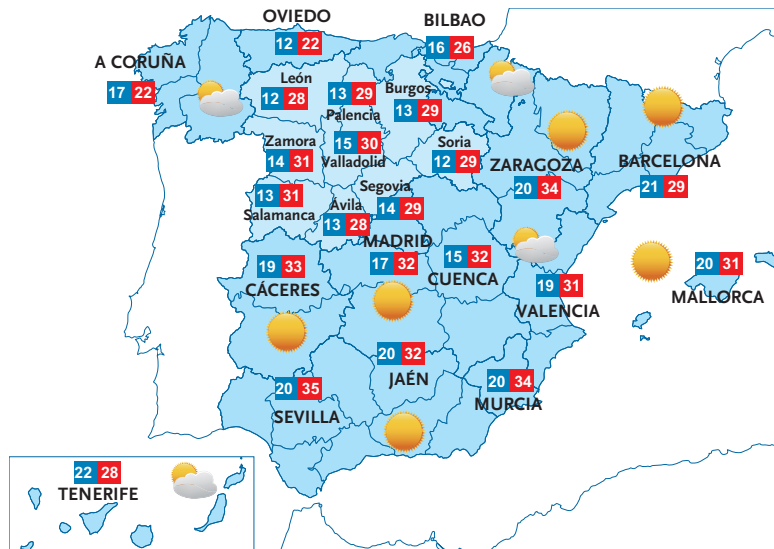 OVIEDO
12 22
BILBAO
16 26
A CORUÑA
17 22
León
12 28
13 29
Palencia
Burgos
13 29
Zamora
14 31
15 30
Valladolid
Soria
12 29
ZARAGOZA
20 34
BARCELONA
21 29
13 31
Salamanca
Ávila
13 28
Segovia
14 29
MADRID
17 32
15 32
CUENCA
19 33
CÁCERES
19 31
VALENCIA
20 31
MALLORCA
20 32
JAÉN
20 35
SEVILLA
20 34
MURCIA
22 28
TENERIFE